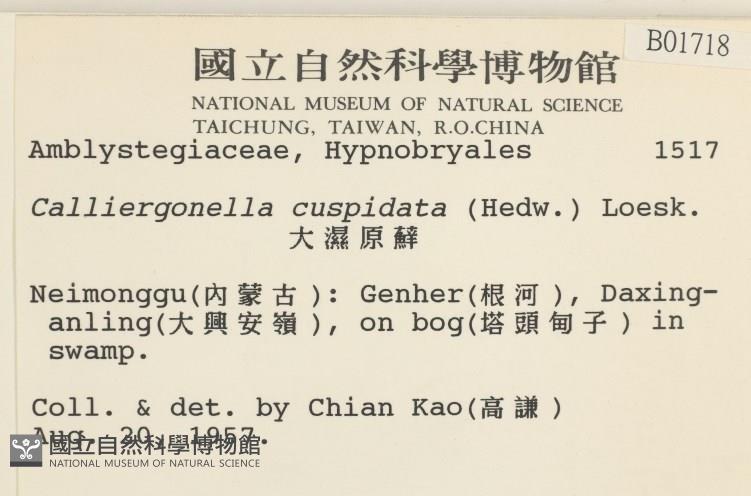 B01718
國立自然科學博物館
NATIONAL MUSEUM OF NATURAL SCIENCE
TAICHUNG, TAIWAN, R.O.CHINA
Amblystegiaceae, Hypnobryales 1517
Calliergonella cuspidata (Hedw.) Loesk.
大濕原蘚
Neimonggu(內蒙古): Genher(根河), Daxing-
anling(大興安嶺), on bog(塔頭甸子) in
swamp.
Coll. & det. by Chian Kao(高謙)
Aug. 20, 1957.
國立自然科學博物館
NATIONAL MUSEUM OF NATURAL SCIENCE